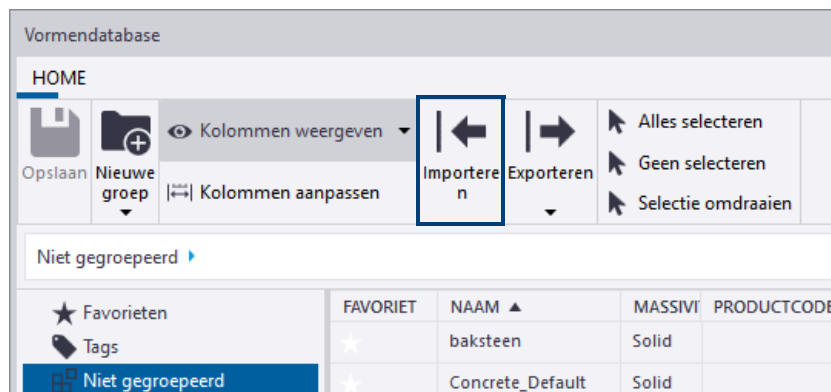 Vormendatabase
HOME
Opslaan
Nieuwe
groep
Kolommen weergeven
Kolommen aanpassen
Importere
n
Exporteren
Alles selecteren
Geen selecteren
Selectie omdraaien
Niet gegroepeerd
Favorieten
Tags
Niet gegroepeerd
FAVORIET NAAM MASSIVI PRODUCTCODE
baksteen Solid
Concrete_Default Solid